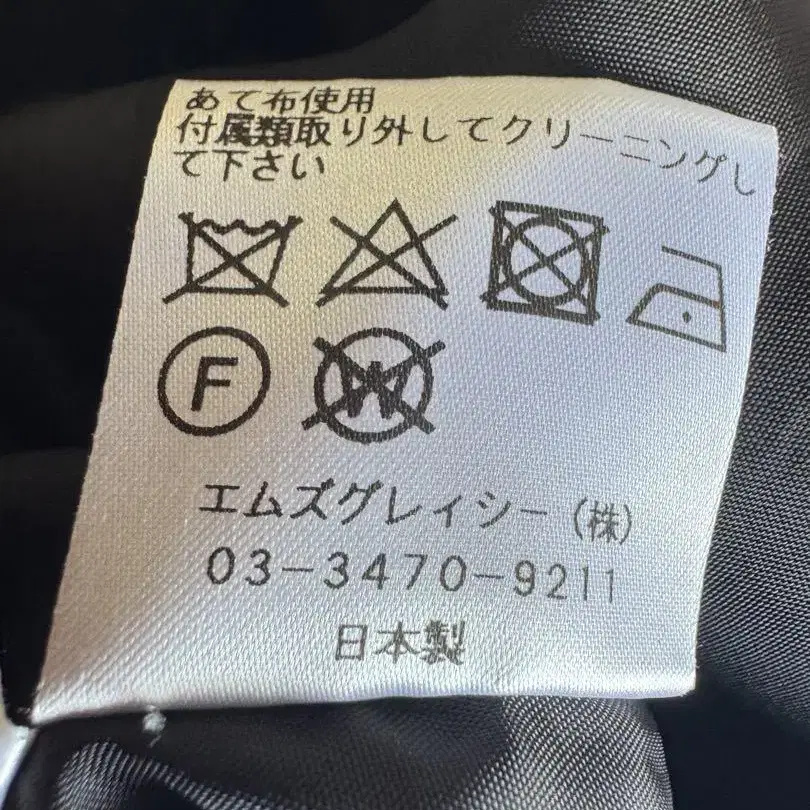 あて布使用
付属類取り外してクリーニングし
て下さい
F
W
エムズグレイシー(株)
03-3470-9211
日本製